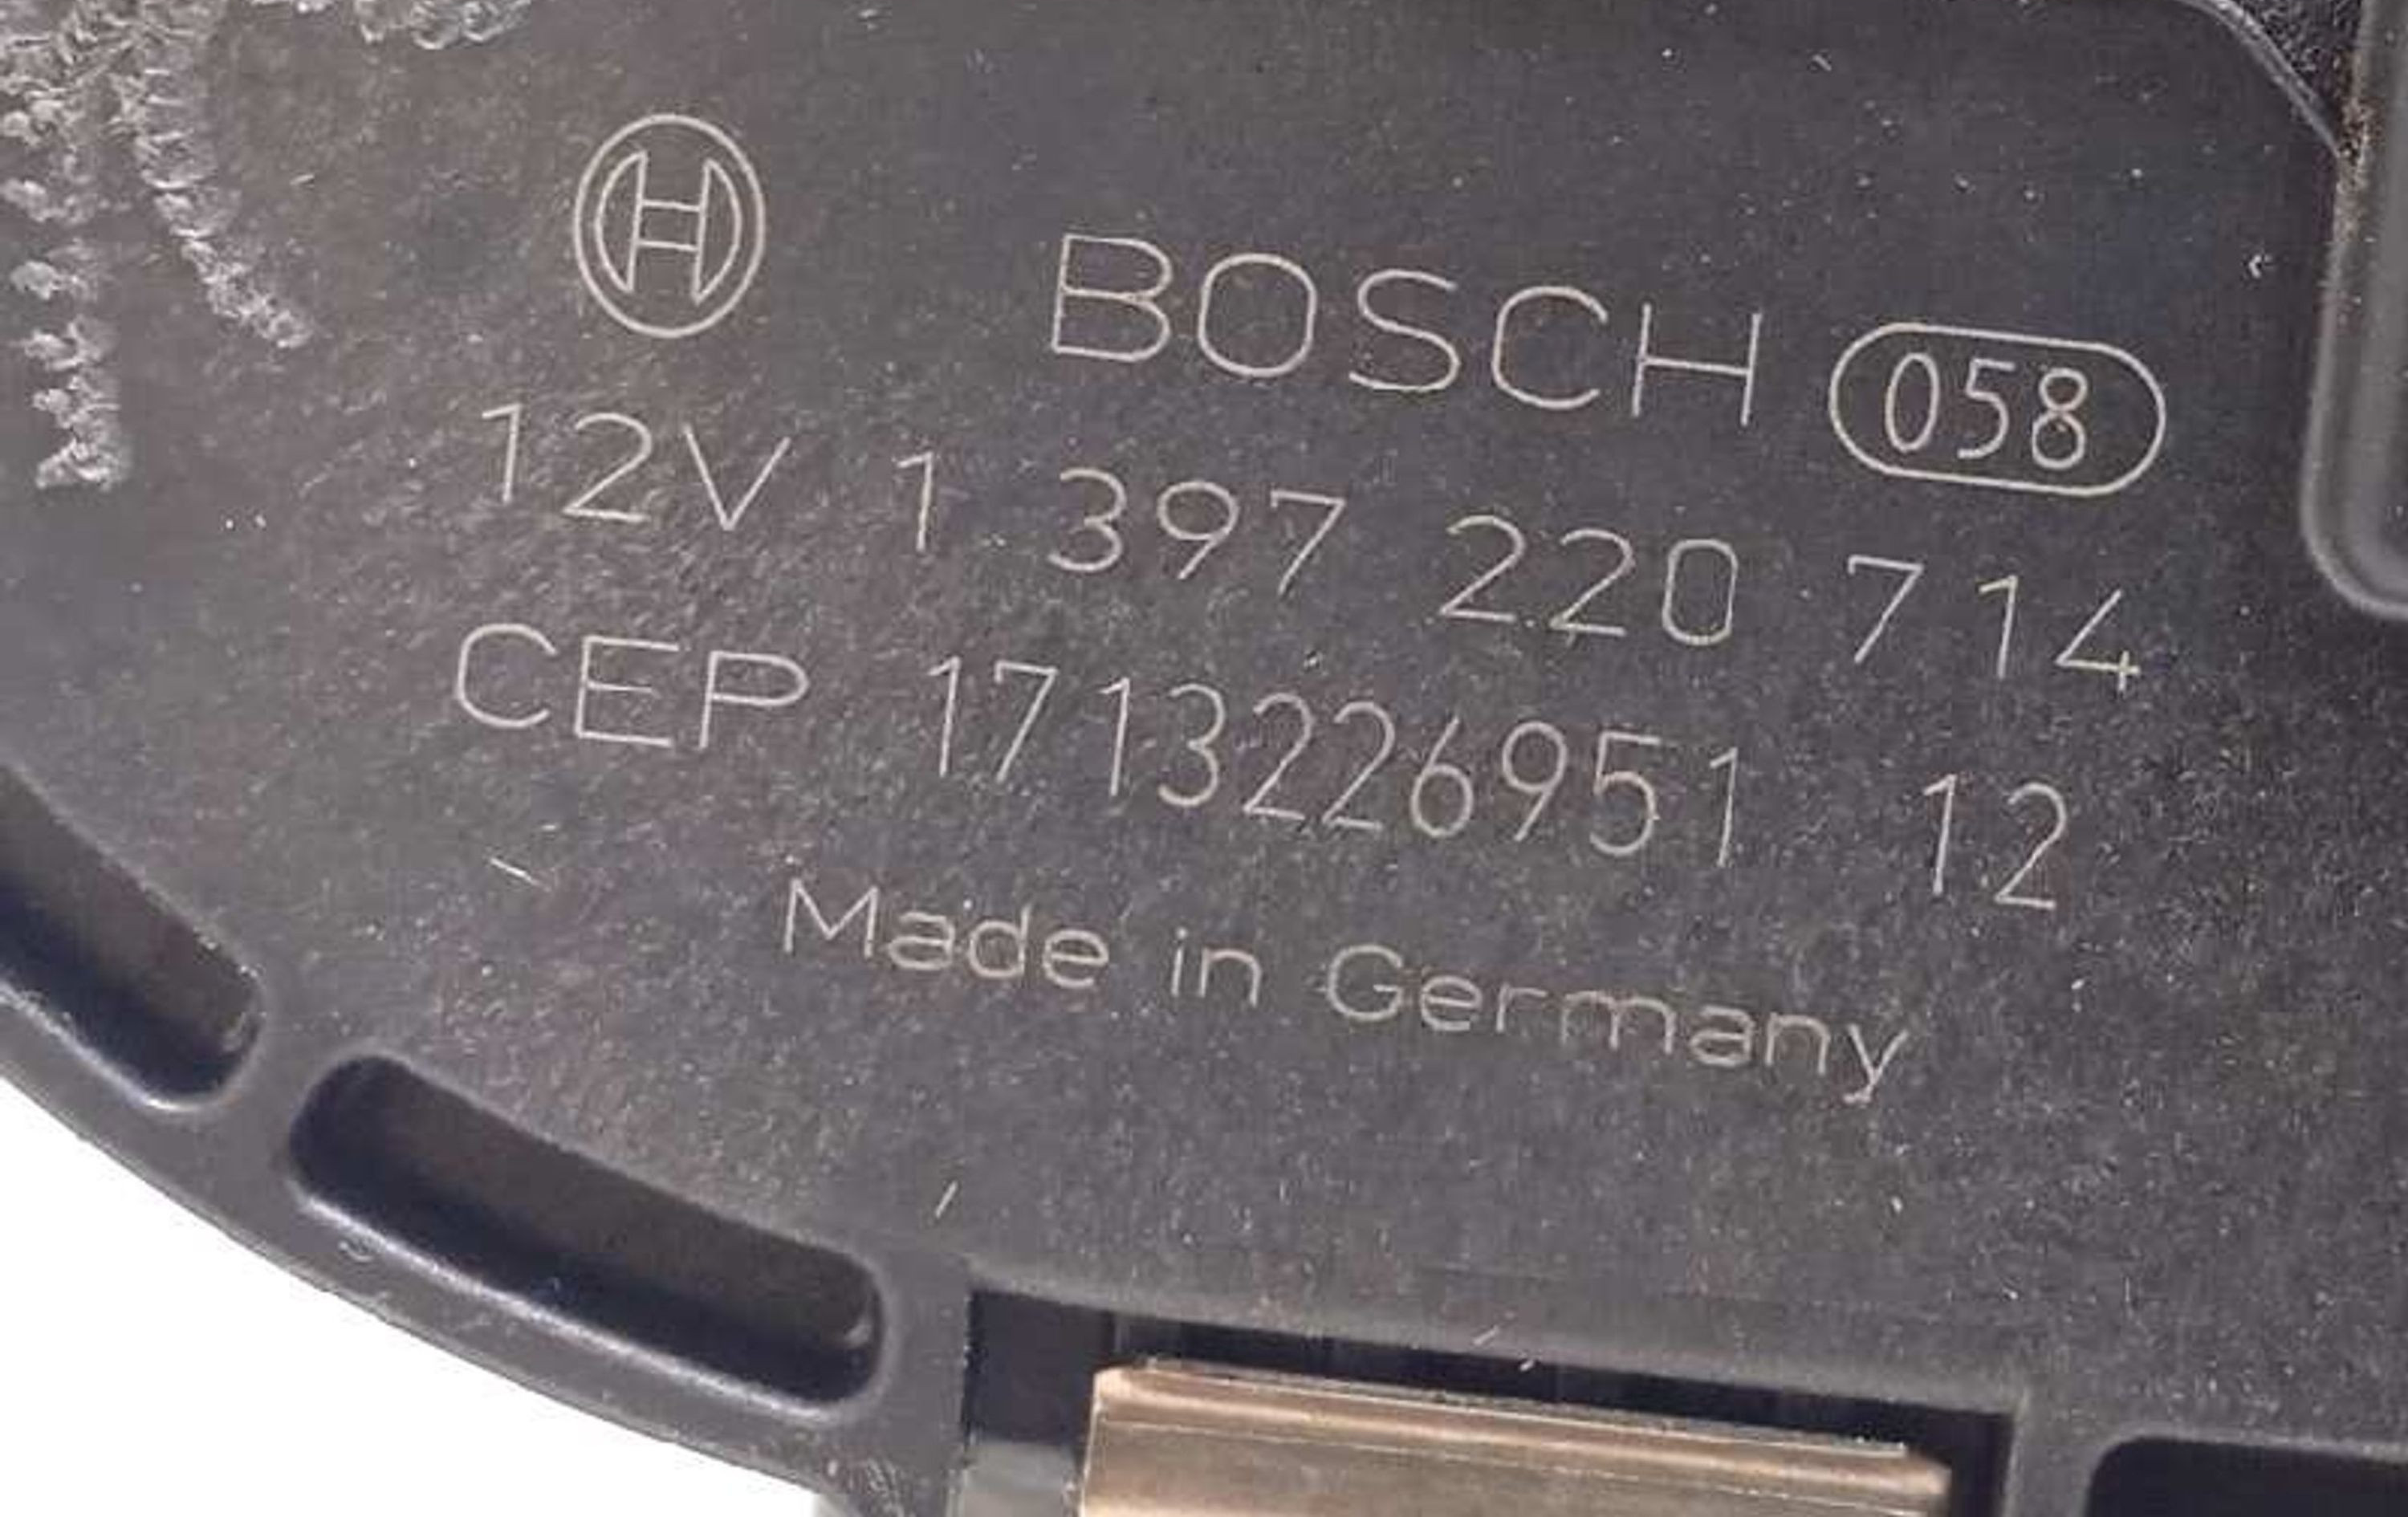 BOSCH 058
12V 1 397 220 714
CEP 1713226951 12
Made in Germany